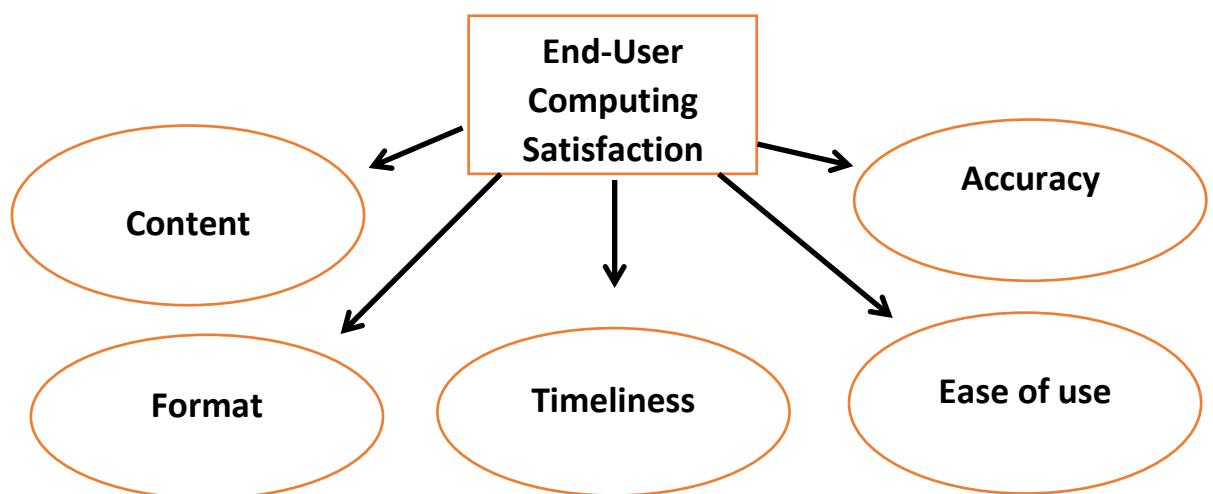 End-User
Computing
Satisfaction
Content
Accuracy
Format
Timeliness
Ease of use